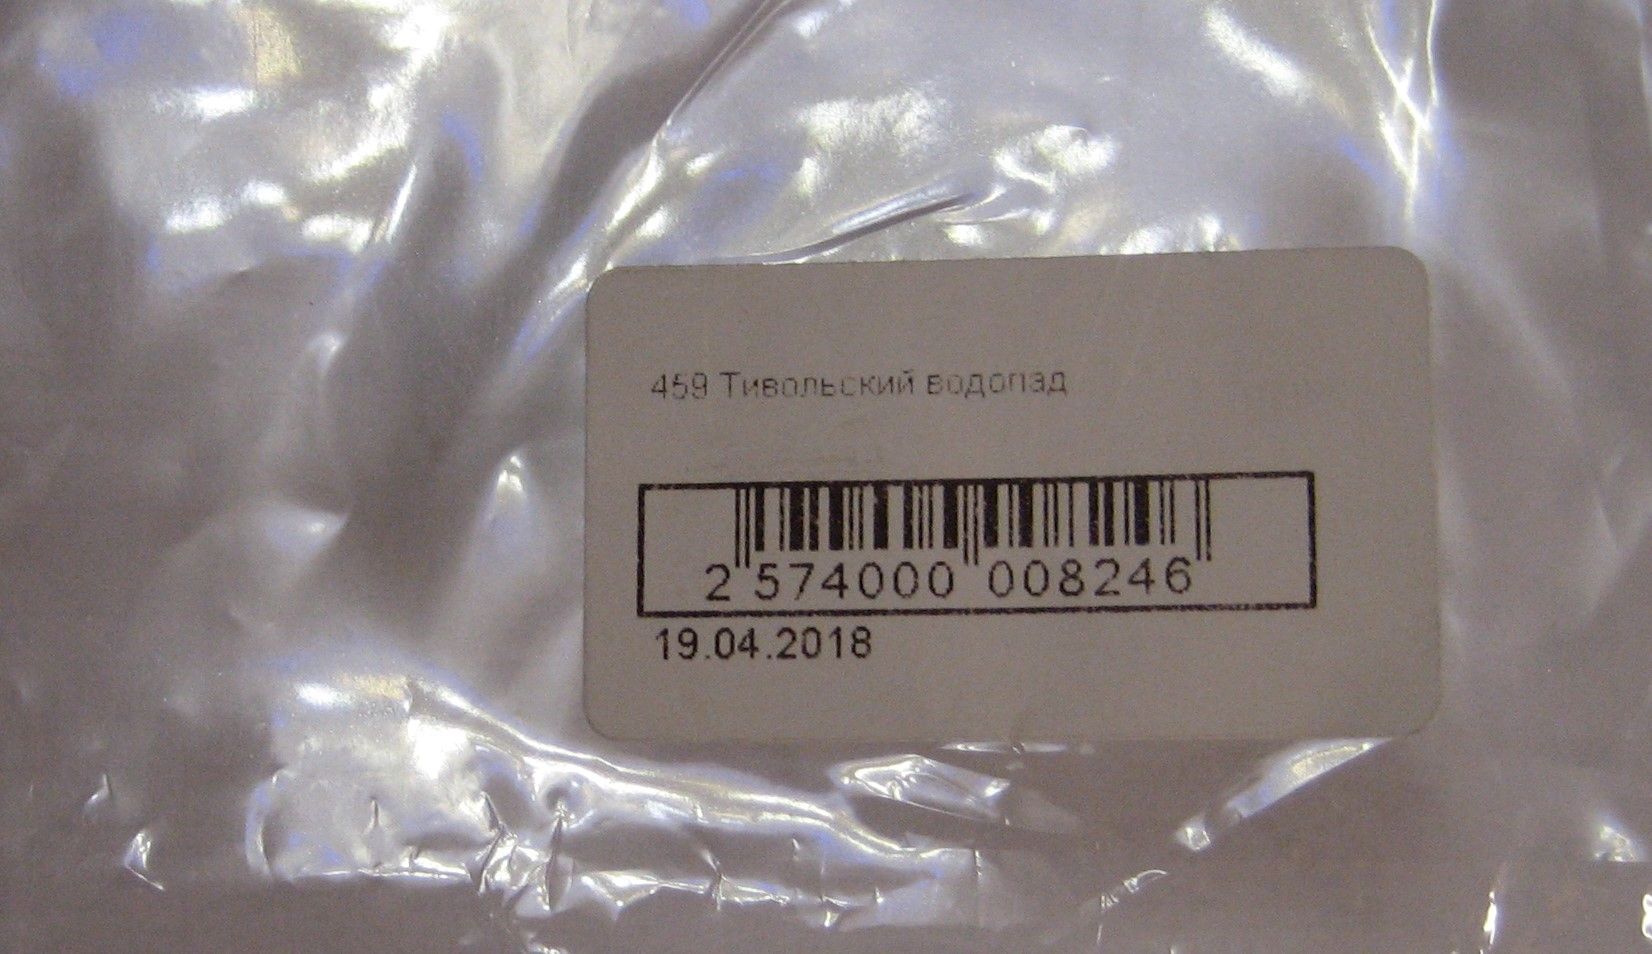 459 Тивольский водопад
2 574000 008246
19.04.2018